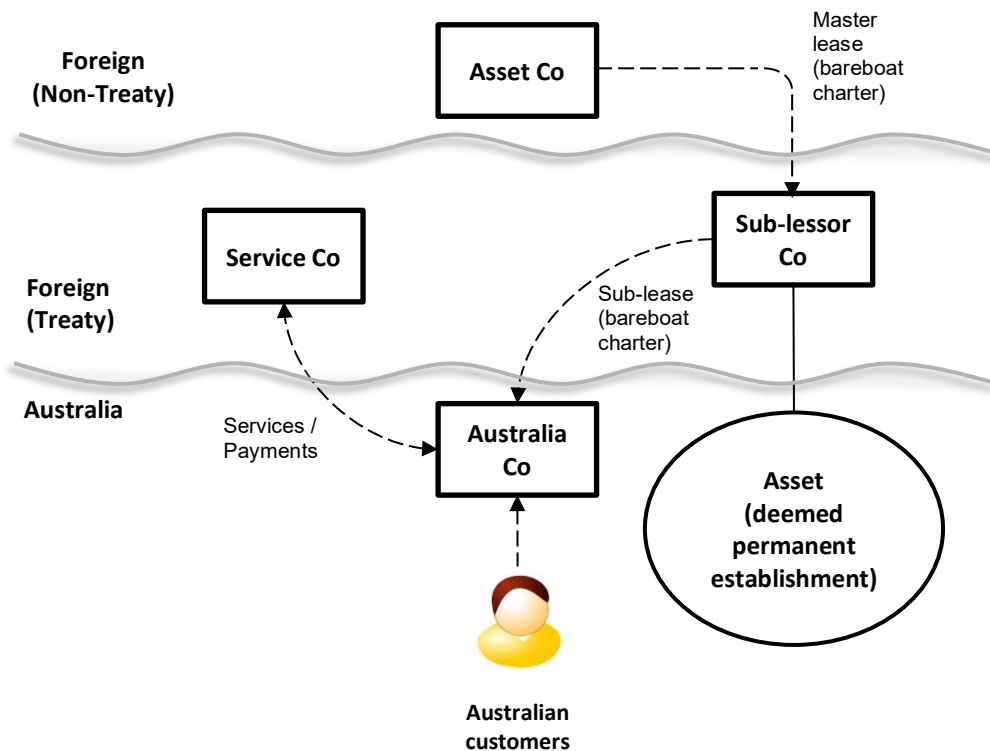 Foreign
(Non-Treaty)
Asset Co
Master
lease
(bareboat
charter)
Service Co
Sub-lessor
Co
Foreign
(Treaty)
Sub-lease
(bareboat
charter)
Australia
Services /
Payments
Australia
Co
Asset
(deemed
permanent
establishment)
Australian
customers